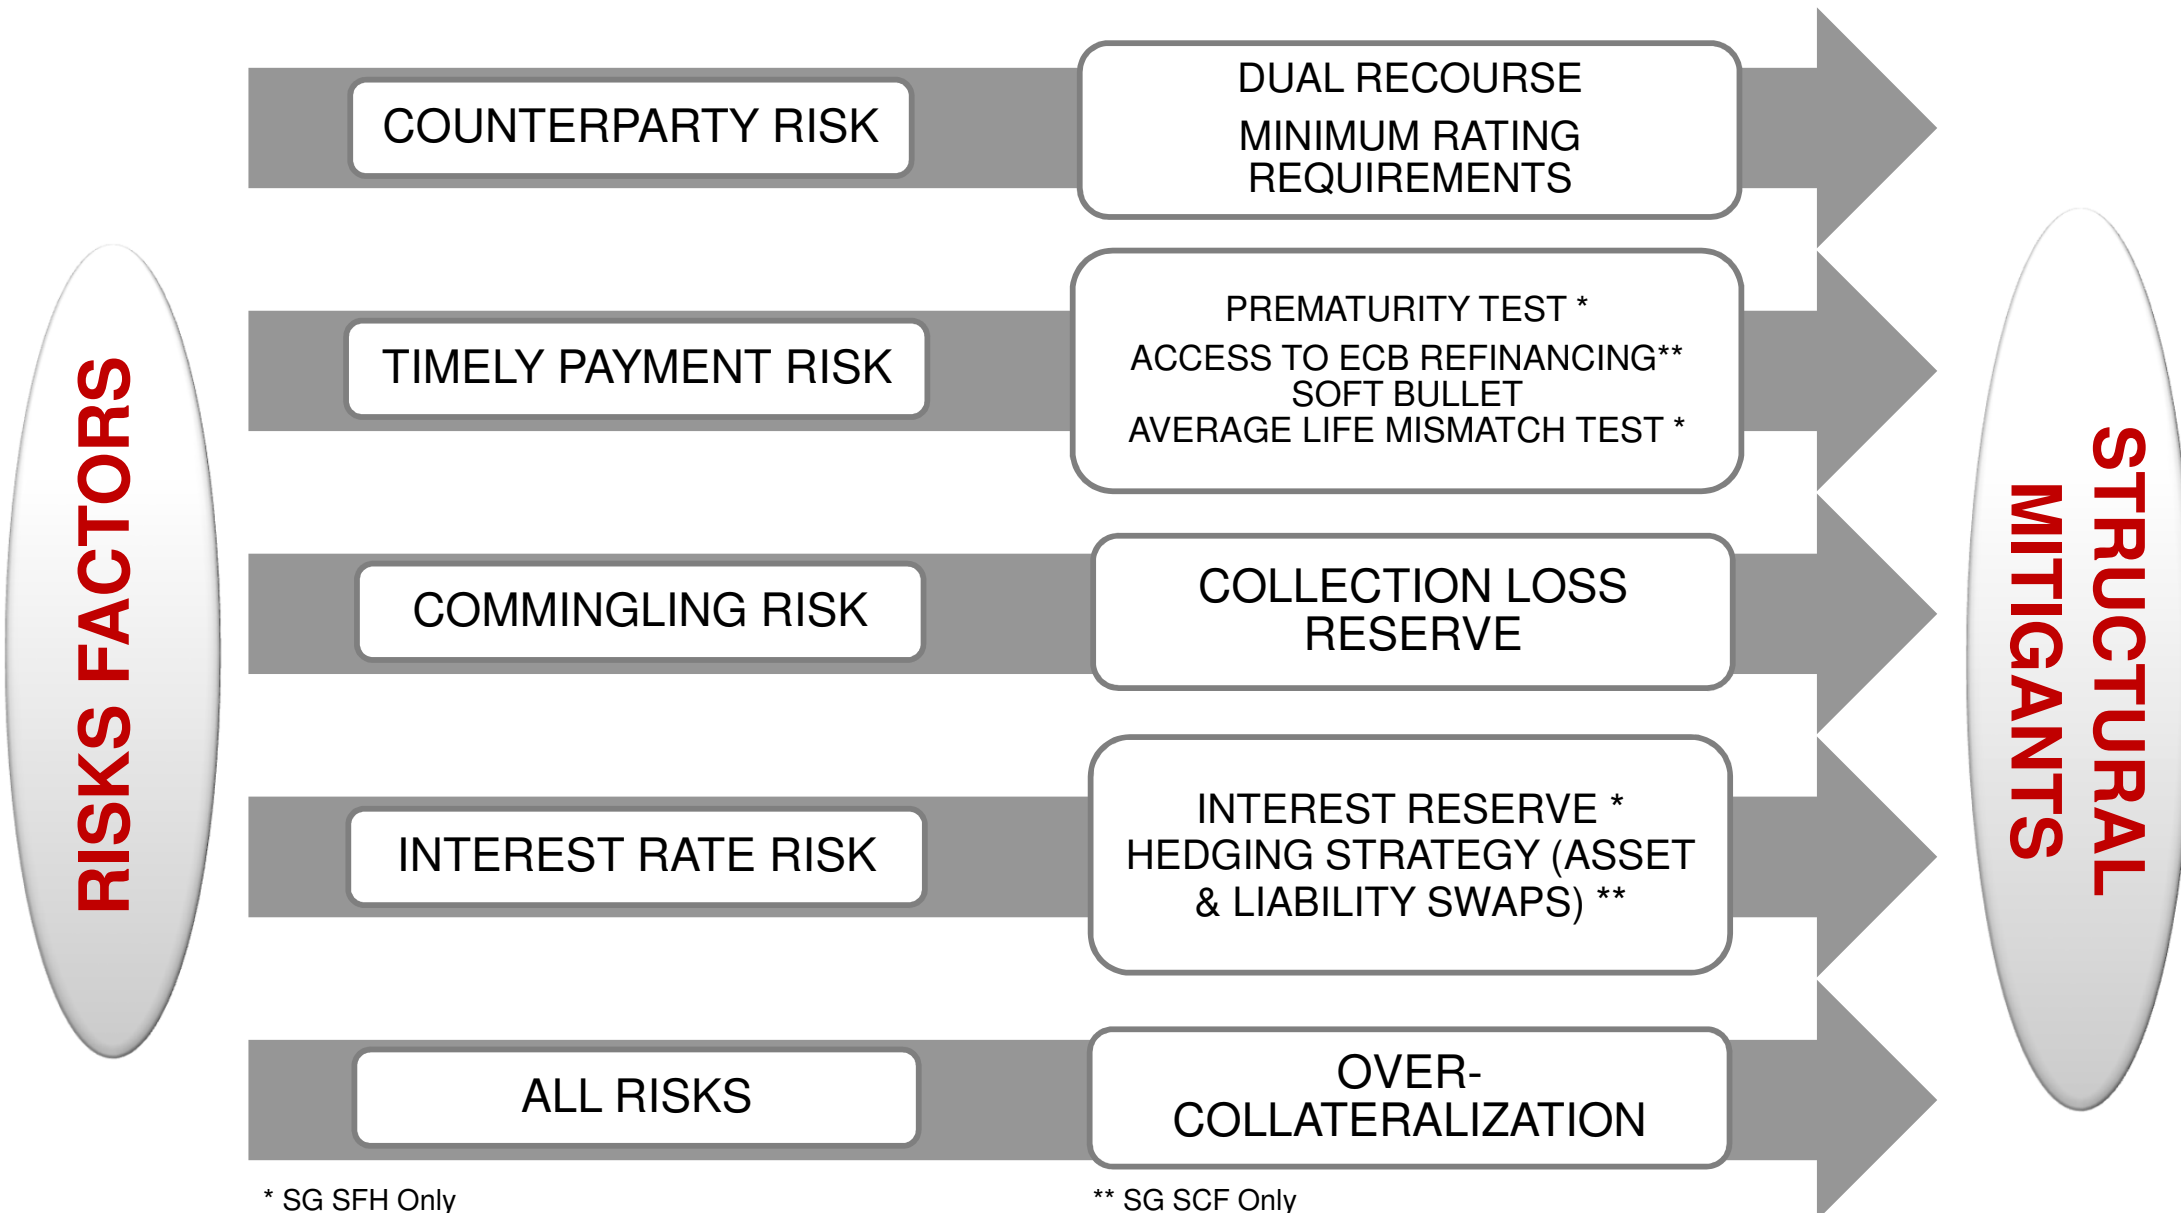 RISKS FACTORS
COUNTERPARTY RISK
DUAL RECOURSE
MINIMUM RATING
REQUIREMENTS
TIMELY PAYMENT RISK
PREMATURITY TEST *
ACCESS TO ECB REFINANCING**
SOFT BULLET
AVERAGE LIFE MISMATCH TEST *
COMMINGLING RISK
COLLECTION LOSS
RESERVE
INTEREST RATE RISK
INTEREST RESERVE *
HEDGING STRATEGY (ASSET
& LIABILITY SWAPS) **
ALL RISKS
OVER-
COLLATERALIZATION
STRUCTURAL
MITIGANTS
* SG SFH Only
** SG SCF Only